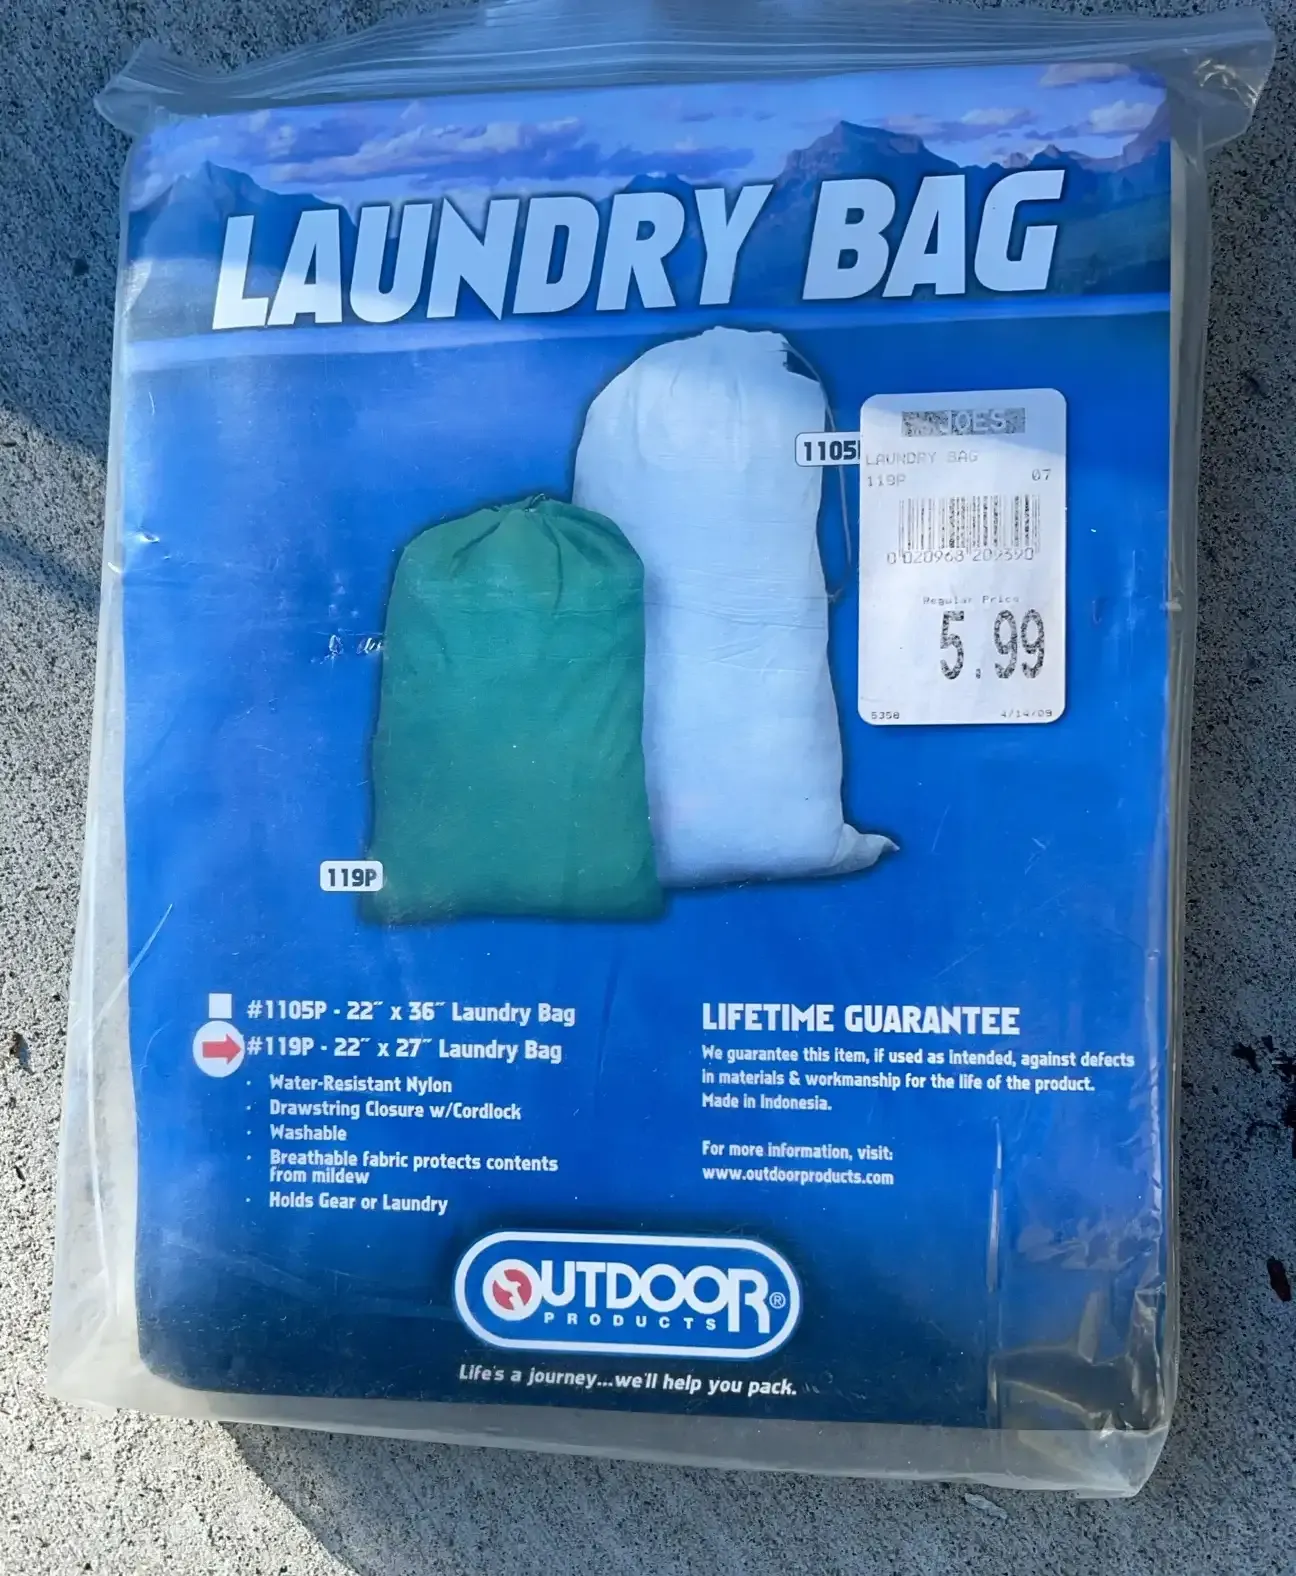 LAUNDRY BAG
1105
JOES
LAUNDRY BAG
119P 07
Regular Price
5.99
5358 4/14/09
119P
#1105P - 22″ x 36″ Laundry Bag
#119P - 22″ x 27″ Laundry Bag
· Water-Resistant Nylon
· Drawstring Closure w/Cordlock
· Washable
· Breathable fabric protects contents
from mildew
· Holds Gear or Laundry
LIFETIME GUARANTEE
We guarantee this item, if used as intended, against defects
in materials & workmanship for the life of the product.
Made in Indonesia.
For more information, visit:
www.outdoorproducts.com
OUTDOOR®
PRODUCTS
Life's a journey...we'll help you pack.